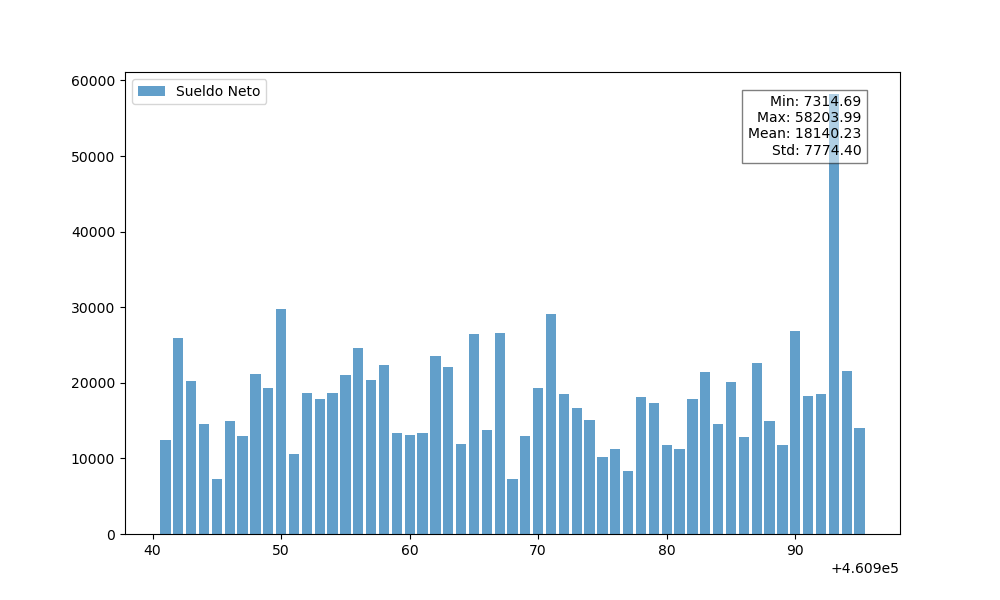 60000
50000
40000
30000
20000
10000
0
Sueldo Neto
Min: 7314.69
Max: 58203.99
Mean: 18140.23
Std: 7774.40
40 50 60 70 80 90
+4.609e5